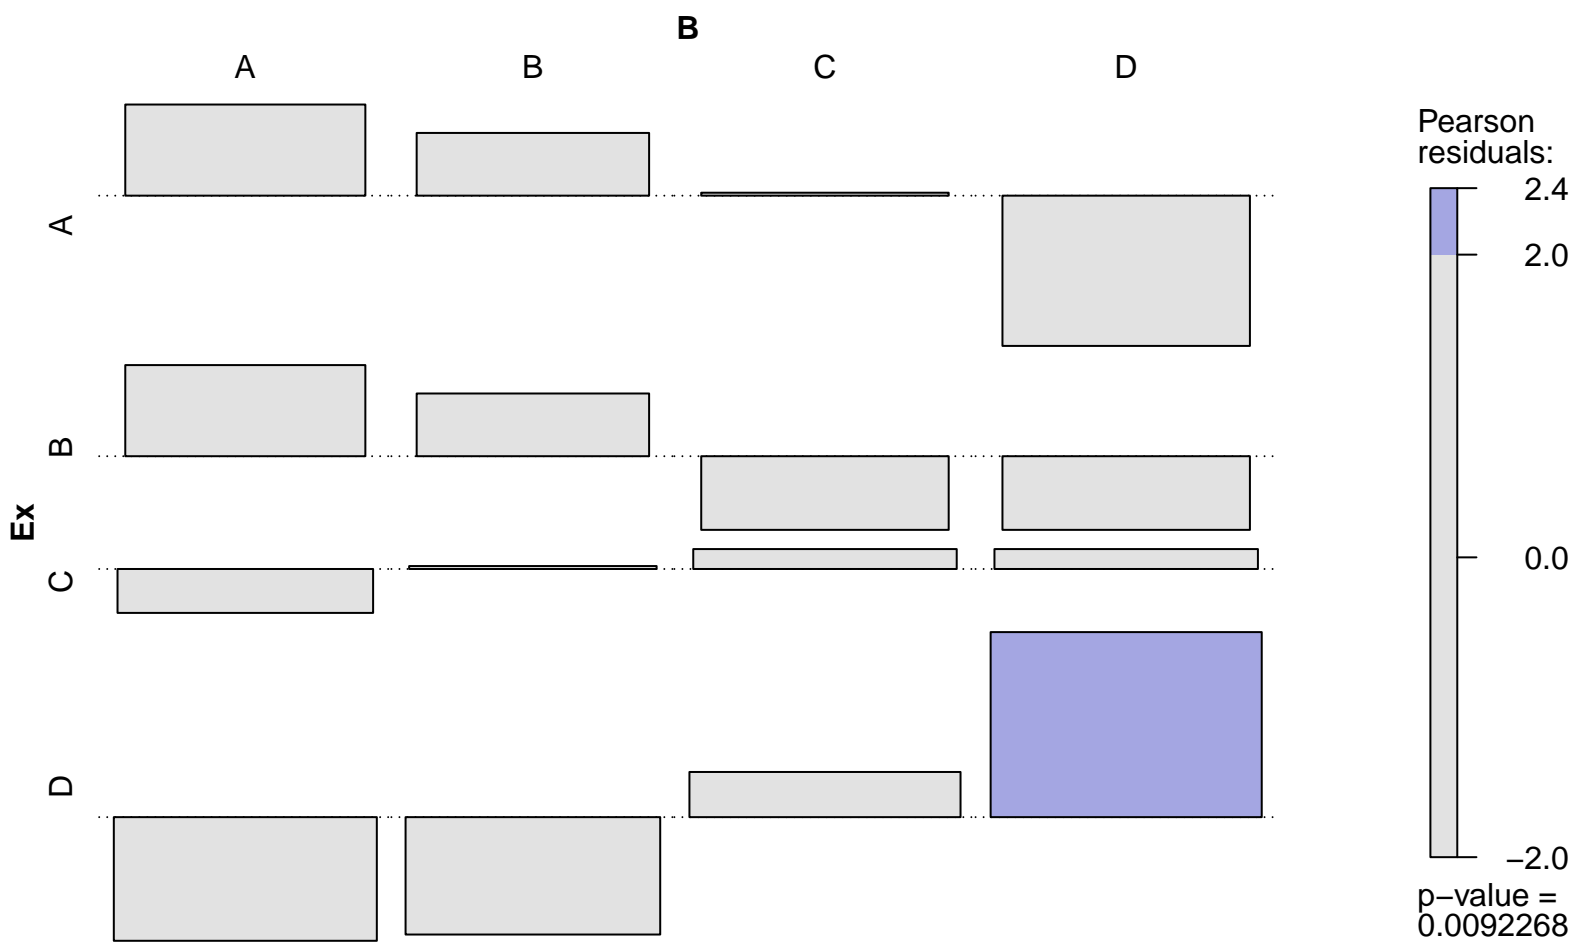 B
A B C D
A
B
C
D
Ex
Pearson
residuals:
2.4
2.0
0.0
−2.0
p−value =
0.0092268